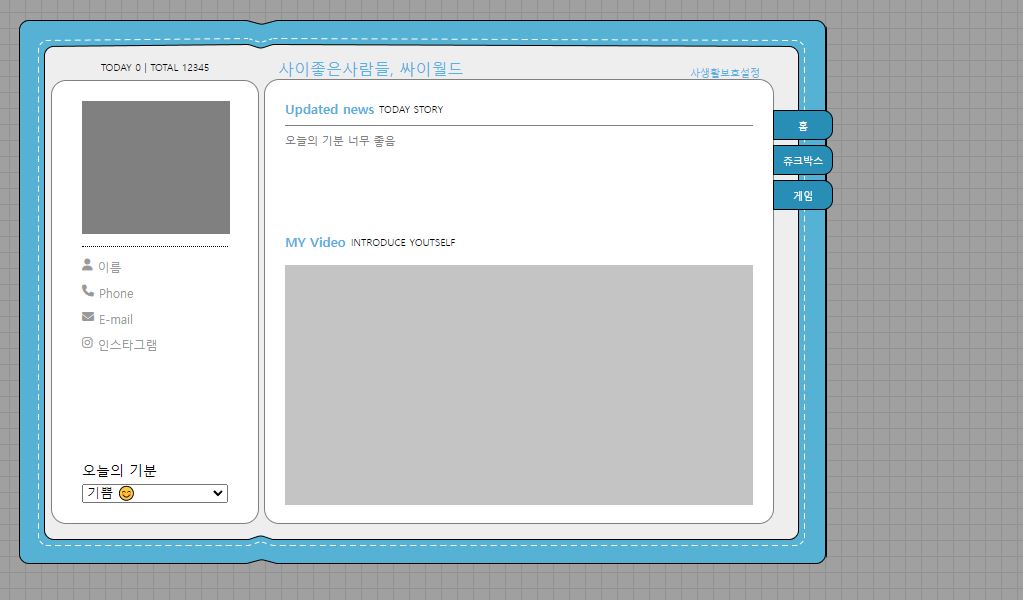 TODAY 0 | TOTAL 12345
이름
Phone
E-mail
인스타그램
오늘의 기분
기쁨 😊
사이좋은사람들, 싸이월드
사생활보호설정
Updated news TODAY STORY
오늘의 기분 너무 좋음
MY Video INTRODUCE YOUTSELF
홈
쥬크박스
게임